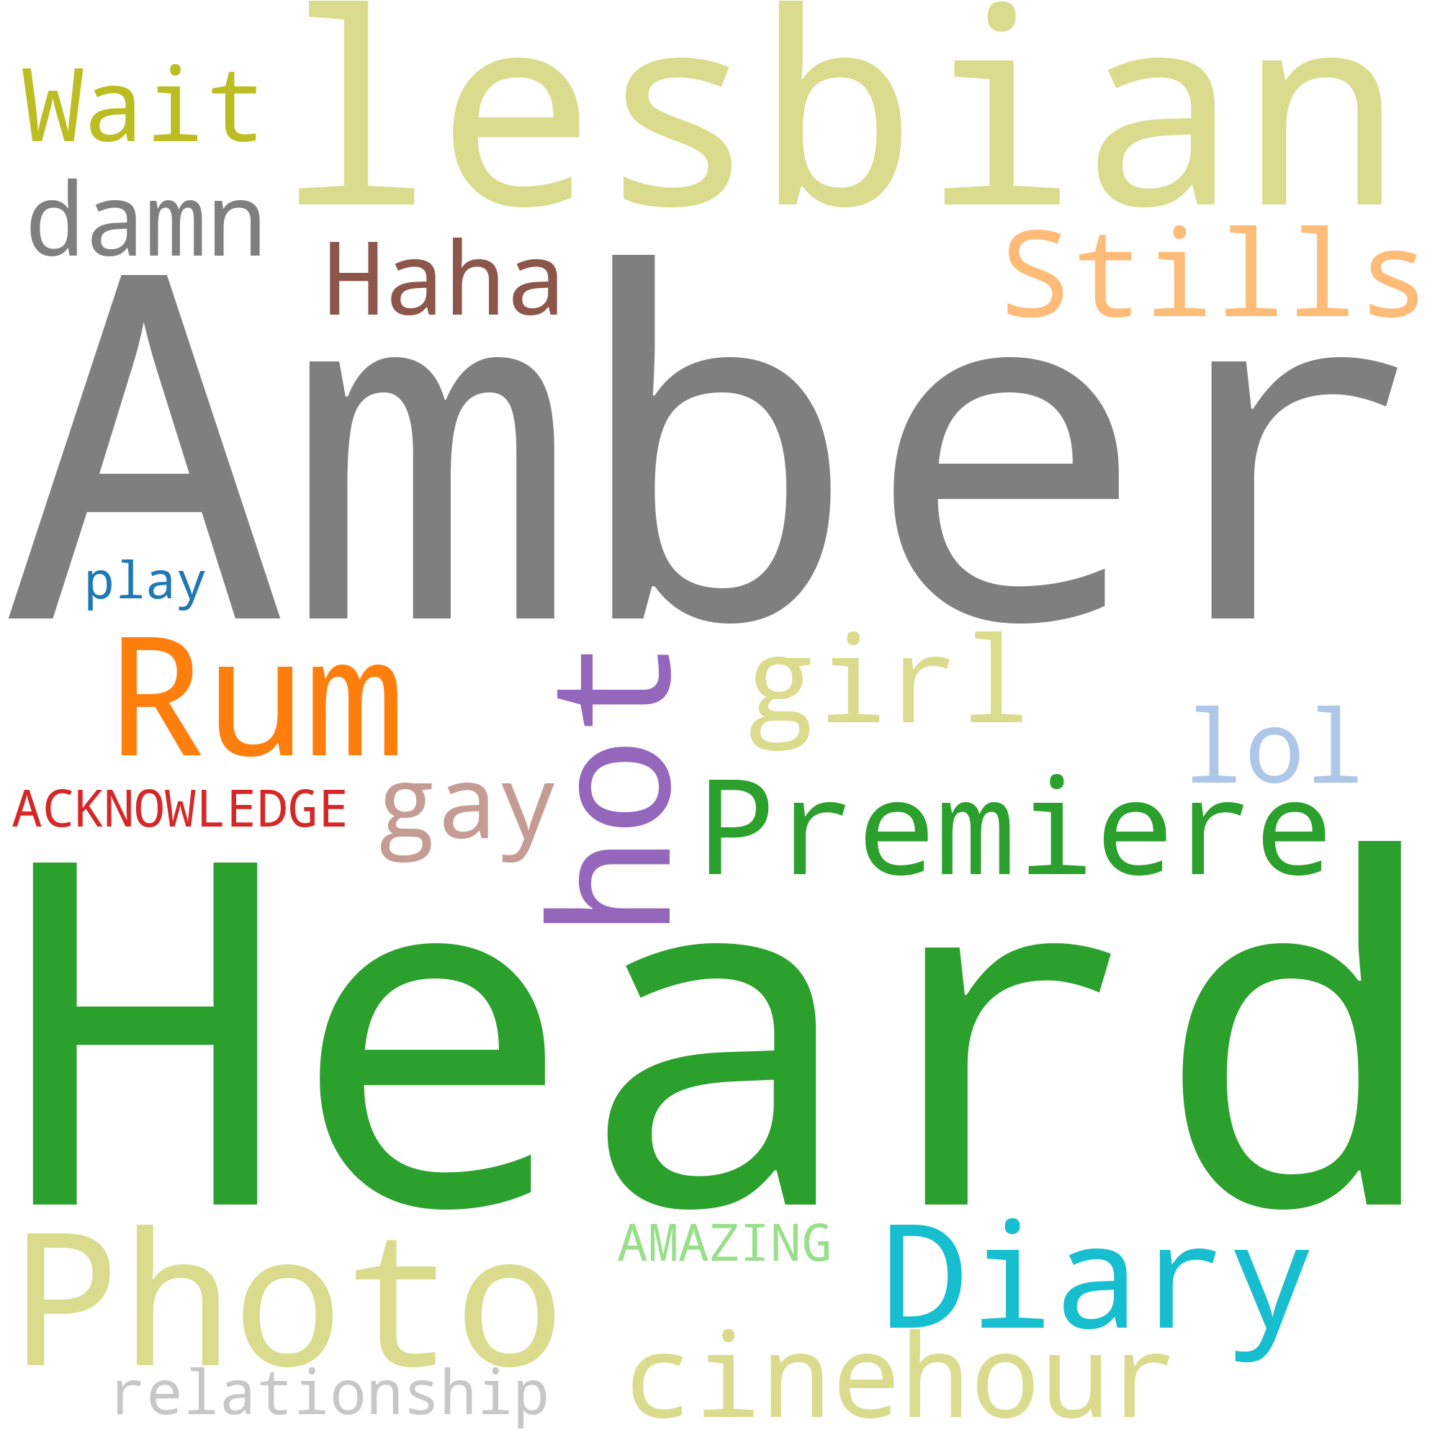 lesbian
Wait
damn
Haha
Stills
Amber
play
Rum
hot
girl
lol
ACKNOWLEDGE
gay
Premiere
Heard
Photo
AMAZING
Diary
relationship
cinehour